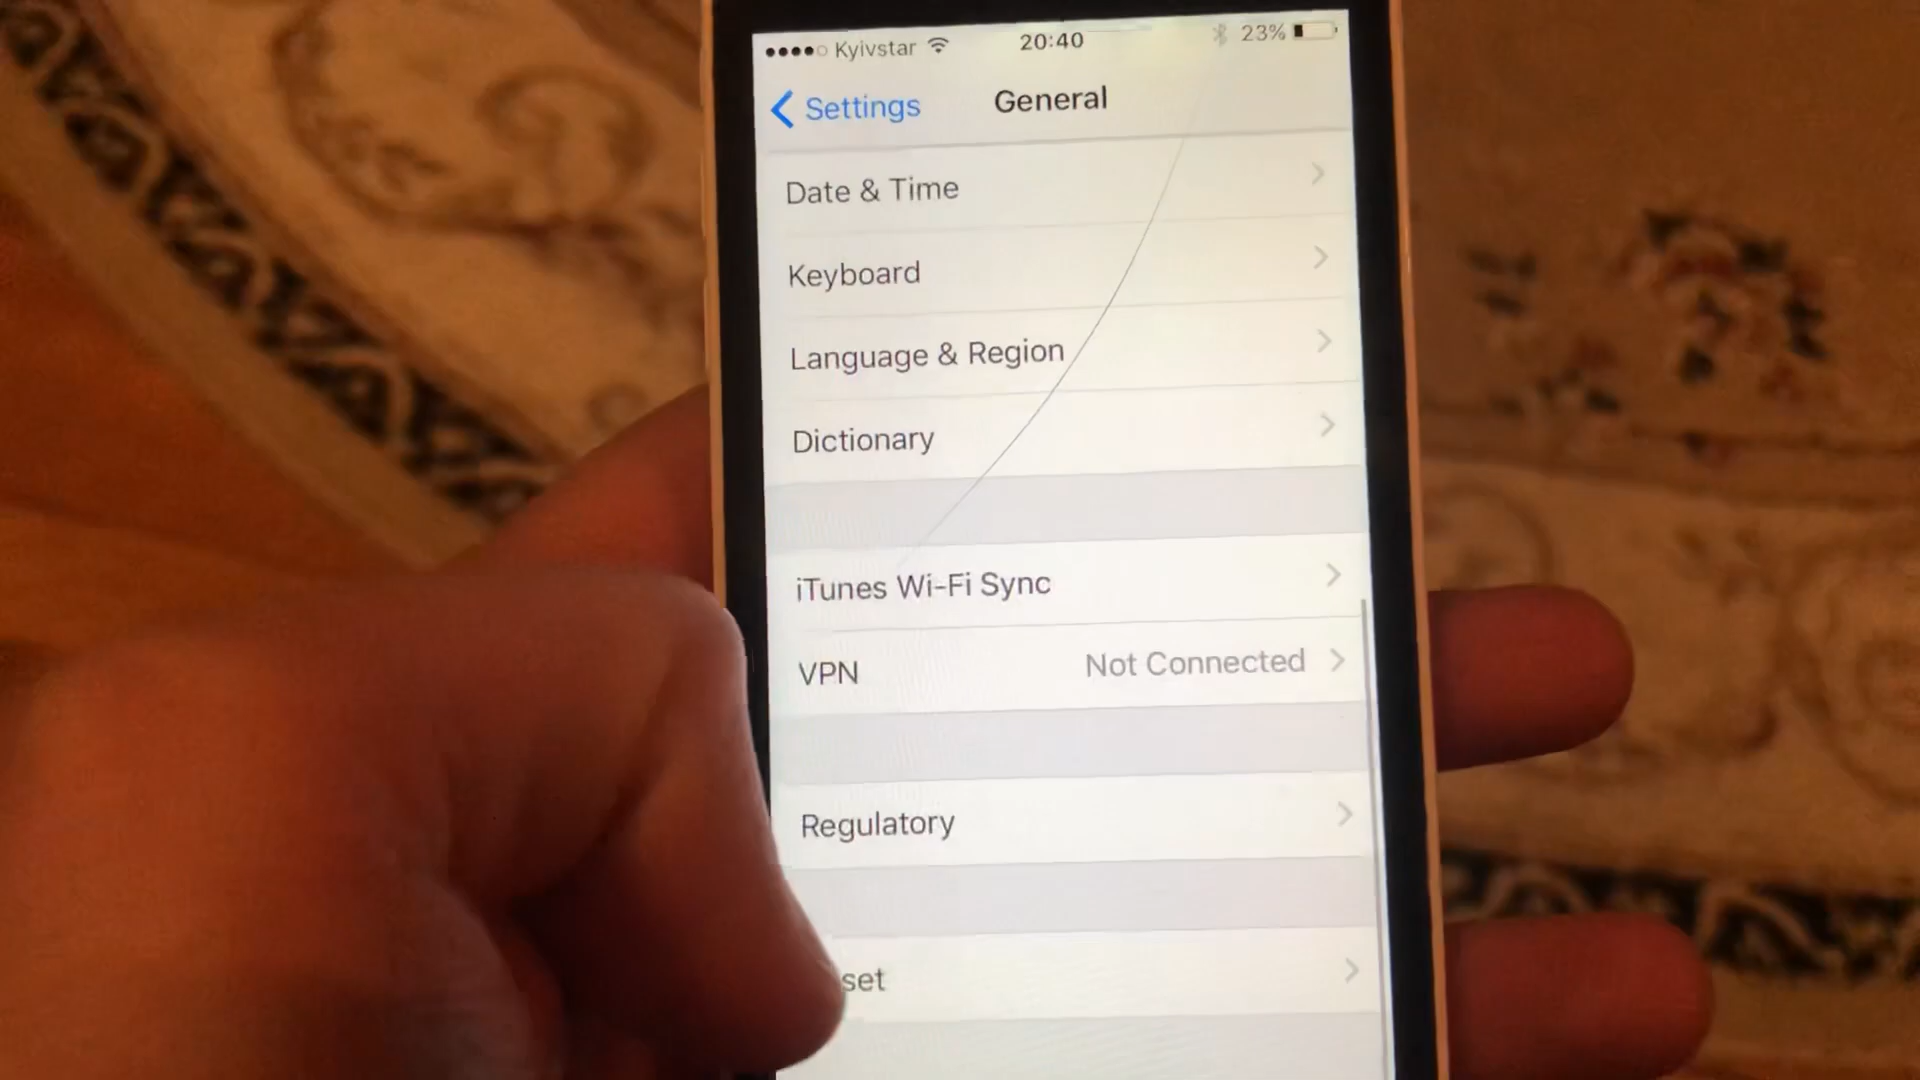 Kyivstar 20:40 23%
Settings General
Date & Time
Keyboard
Language & Region
Dictionary
iTunes Wi-Fi Sync
VPN Not Connected
Regulatory
set